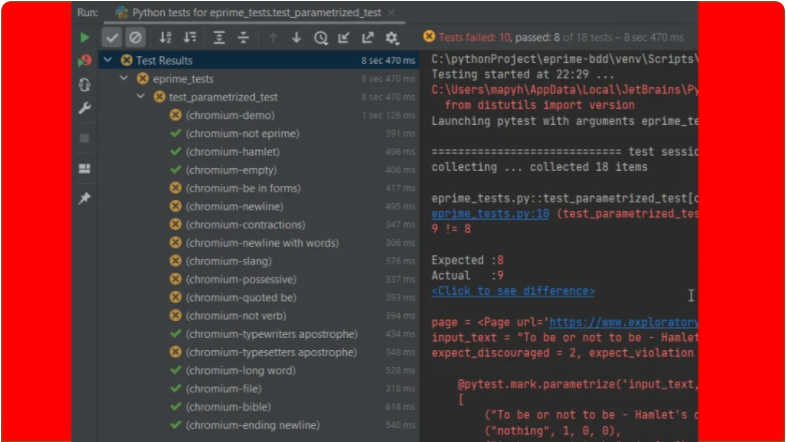 Run: Python tests for eprime_tests.test_parametrized_test ×
Tests failed: 10, passed: 8 of 18 tests – 8 sec 470 ms
Test Results 8 sec 470 ms
eprime_tests 8 sec 470 ms
test_parametrized_test 8 sec 470 ms
(chromium-demo) 1 sec 126 ms
(chromium-not eprime) 391 ms
(chromium-hamlet) 496 ms
(chromium-empty) 406 ms
(chromium-be in forms) 417 ms
(chromium-newline) 495 ms
(chromium-contractions) 347 ms
(chromium-newline with words) 306 ms
(chromium-slang) 576 ms
(chromium-possessive) 337 ms
(chromium-quoted be) 393 ms
(chromium-not verb) 394 ms
(chromium-typewriters apostrophe) 434 ms
(chromium-typesetters apostrophe) 348 ms
(chromium-long word) 528 ms
(chromium-file) 318 ms
(chromium-bible) 618 ms
(chromium-ending newline) 540 ms
C:\pythonProject\eprime-bdd\venv\Scripts\
Testing started at 22:29 ...
C:\Users\mapyh\AppData\Local\JetBrains\Py
from distutils import version
Launching pytest with arguments eprime_te
============================= test sessio
collecting ... collected 18 items
eprime_tests.py::test_parametrized_test[c
eprime_tests.py:10 (test_parametrized_tes
9 != 8
Expected :8
Actual :9
<Click to see difference>
page = <Page url='https://www.exploratory
input_text = "To be or not to be - Hamlet
expect_discouraged = 2, expect_violation
@pytest.mark.parametrize('input_text,
[
("To be or not to be - Hamlet's d
("nothing", 1, 0, 0),